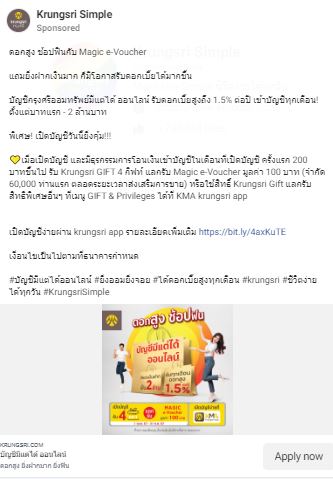 Krungsri Simple
Sponsored
ดอกสูง ช้อปฟินกับ Magic e-Voucher
แถมยิ่งฝากเงินมาก ก็มีโอกาสรับดอกเบี้ยได้มากขึ้น
บัญชีกรุงศรีออมทรัพย์มีแต่ได้ ออนไลน์ รับดอกเบี้ยสูงถึง 1.5% ต่อปี เข้าบัญชีทุกเดือน!
ตั้งแต่บาทแรก - 2 ล้านบาท
พิเศษ! เปิดบัญชีวันนี้ยิ่งคุ้ม!!!
💛เมื่อเปิดบัญชี และมีธุรกรรมการโอนเงินเข้าบัญชีในเดือนที่เปิดบัญชี ครั้งแรก 200
บาทขึ้นไป รับ Krungsri GIFT 4 กิฟท์ แลกรับ Magic e-Voucher มูลค่า 100 บาท (จำกัด
60,000 ท่านแรก ตลอดระยะเวลาส่งเสริมการขาย) หรือใช้สิทธิ์ Krungsri Gift แลกรับ
สิทธิพิเศษอื่นๆ ที่เมนู GIFT & Privileges ได้ที่ KMA krungsri app
เปิดบัญชีง่ายผ่าน krungsri app รายละเอียดเพิ่มเติม https://bit.ly/4axKuTE
เงื่อนไขเป็นไปตามที่ธนาคารกำหนด
#บัญชีมีแต่ได้ออนไลน์ #ยิ่งออมยิ่งจอย #ได้ดอกเบี้ยสูงทุกเดือน #krungsri #ชีวิตง่าย
ได้ทุกวัน #KrungsriSimple
ดอกสูง ช้อปฟิน
บัญชีมีแต่ได้
ออนไลน์
2 ล้าน
1.5%
4
MAGIC
KRUNGSRI.COM
บัญชีมีแต่ได้ ออนไลน์
ดอกสูง ยิ่งฝากมาก ยิ่งฟิน
Apply now